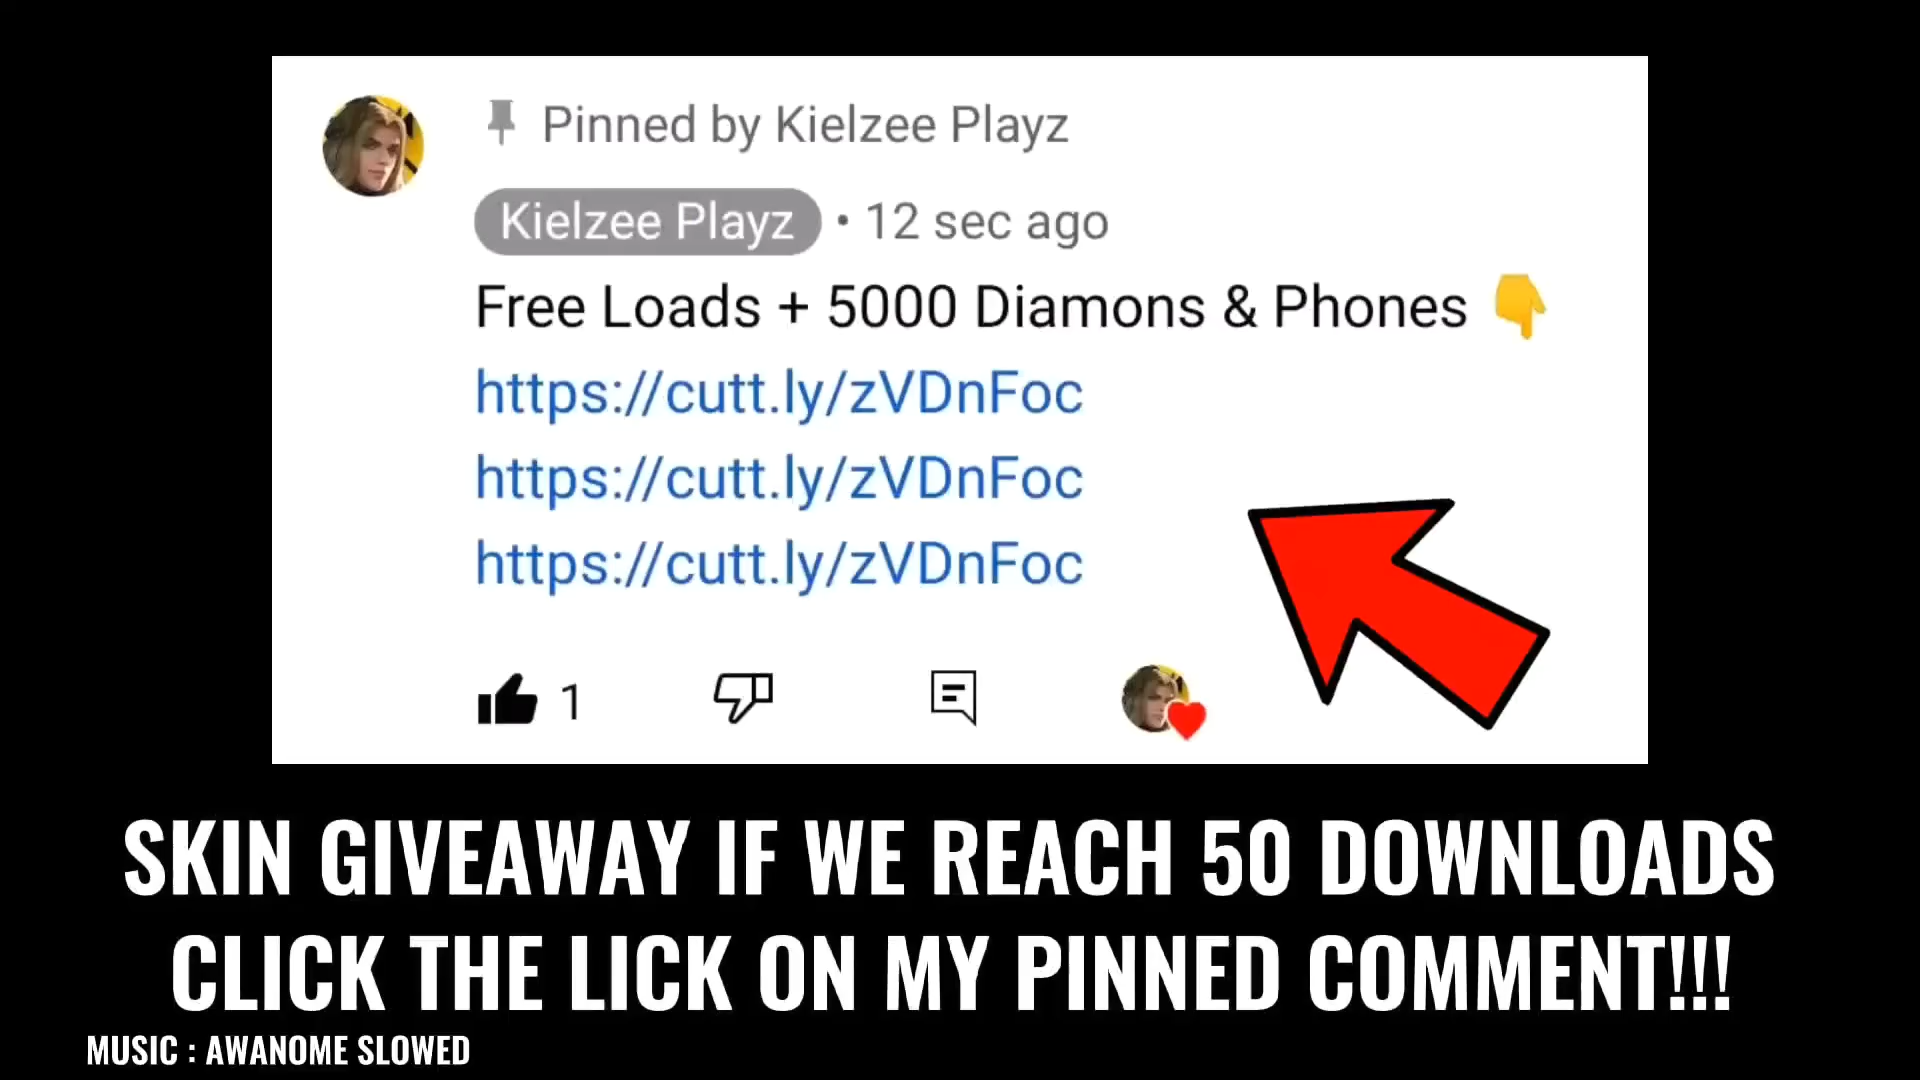 Pinned by Kielzee Playz
Kielzee Playz • 12 sec ago
Free Loads + 5000 Diamons & Phones 👇
https://cutt.ly/zVDnFoc
https://cutt.ly/zVDnFoc
https://cutt.ly/zVDnFoc
1
SKIN GIVEAWAY IF WE REACH 50 DOWNLOADS
CLICK THE LICK ON MY PINNED COMMENT!!!
MUSIC : AWANOME SLOWED